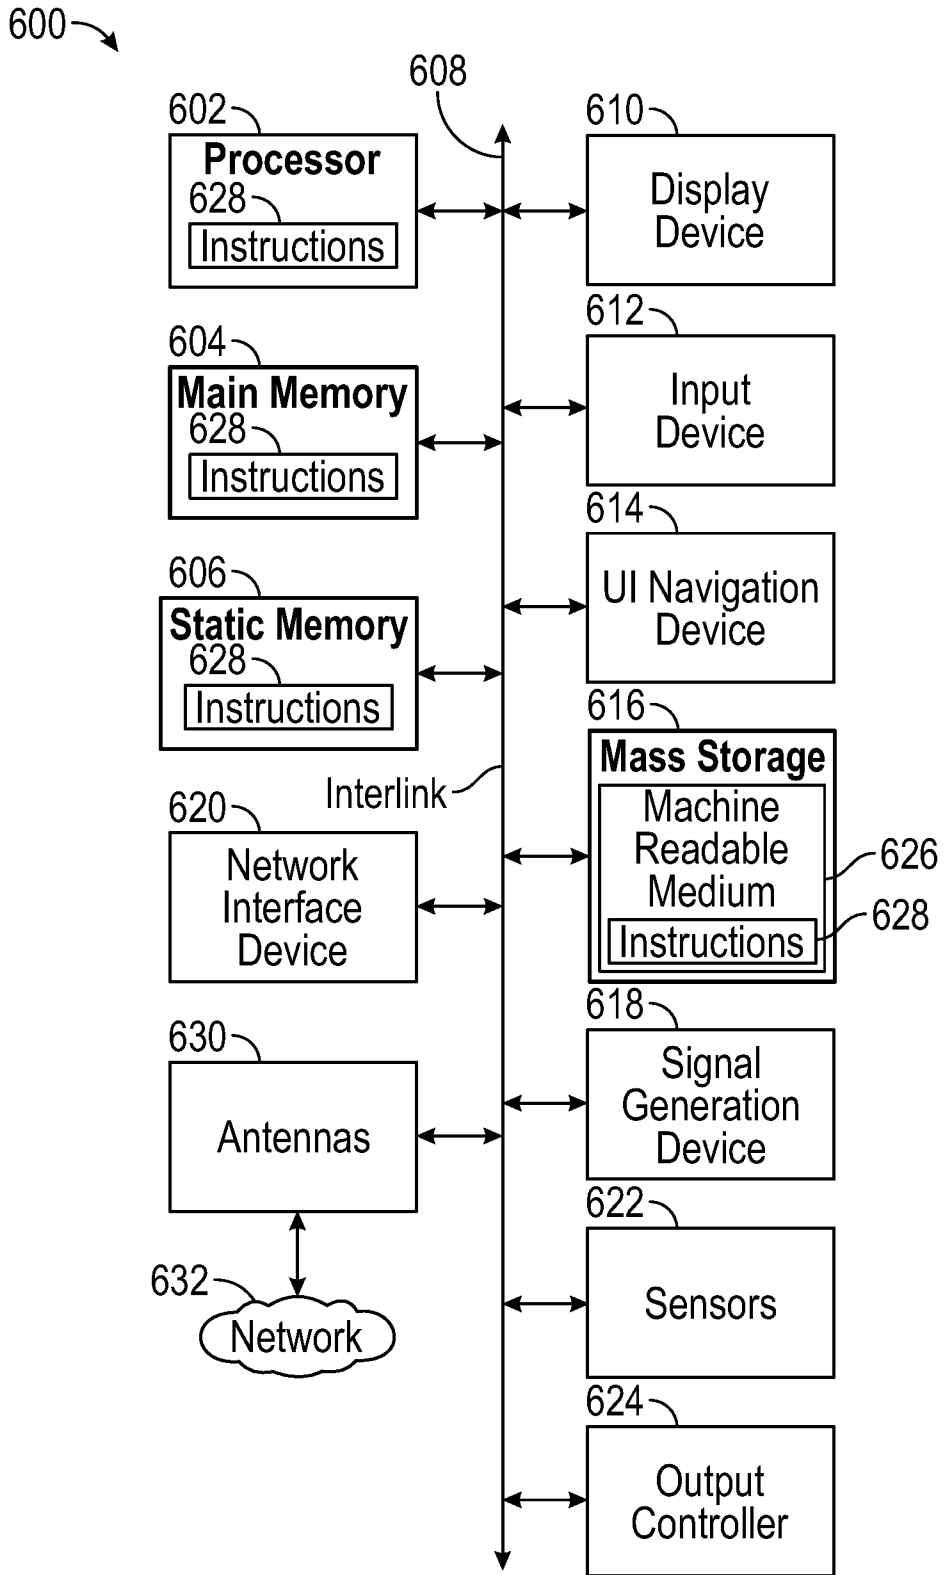 600
608
602
Processor
628
Instructions
604
Main Memory
628
Instructions
606
Static Memory
628
Instructions
Interlink
620
Network
Interface
Device
630
Antennas
632
Network
610
Display
Device
612
Input
Device
614
UI Navigation
Device
616
Mass Storage
Machine
Readable
Medium
626
Instructions
628
618
Signal
Generation
Device
622
Sensors
624
Output
Controller